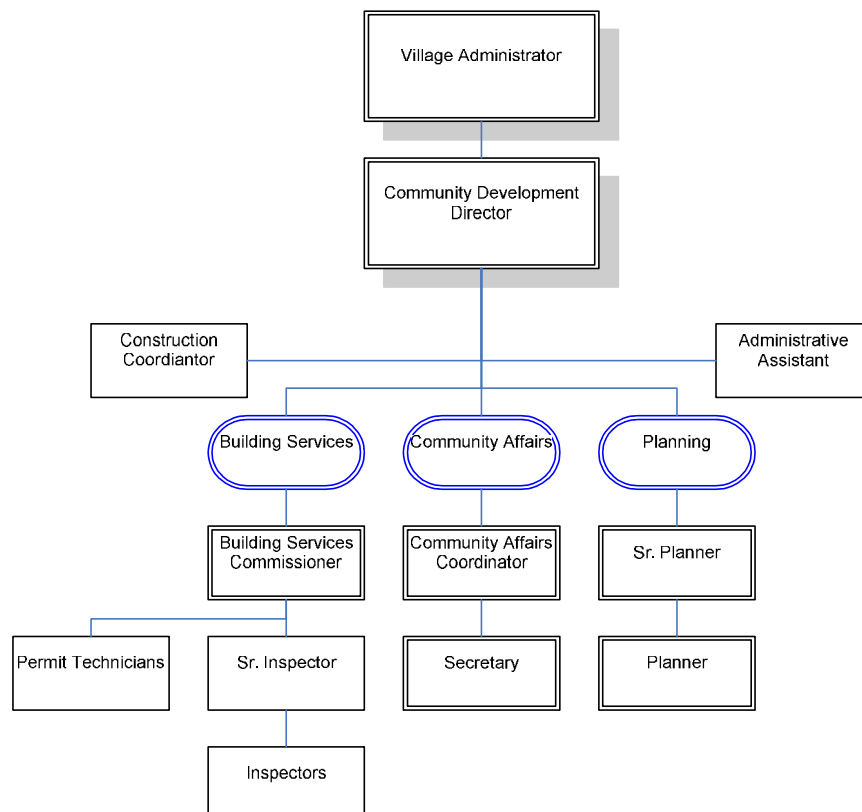 Village Administrator
Community Development
Director
Construction
Coordiantor
Administrative
Assistant
Building Services
Community Affairs
Planning
Building Services
Commissioner
Community Affairs
Coordinator
Sr. Planner
Permit Technicians
Sr. Inspector
Secretary
Planner
Inspectors